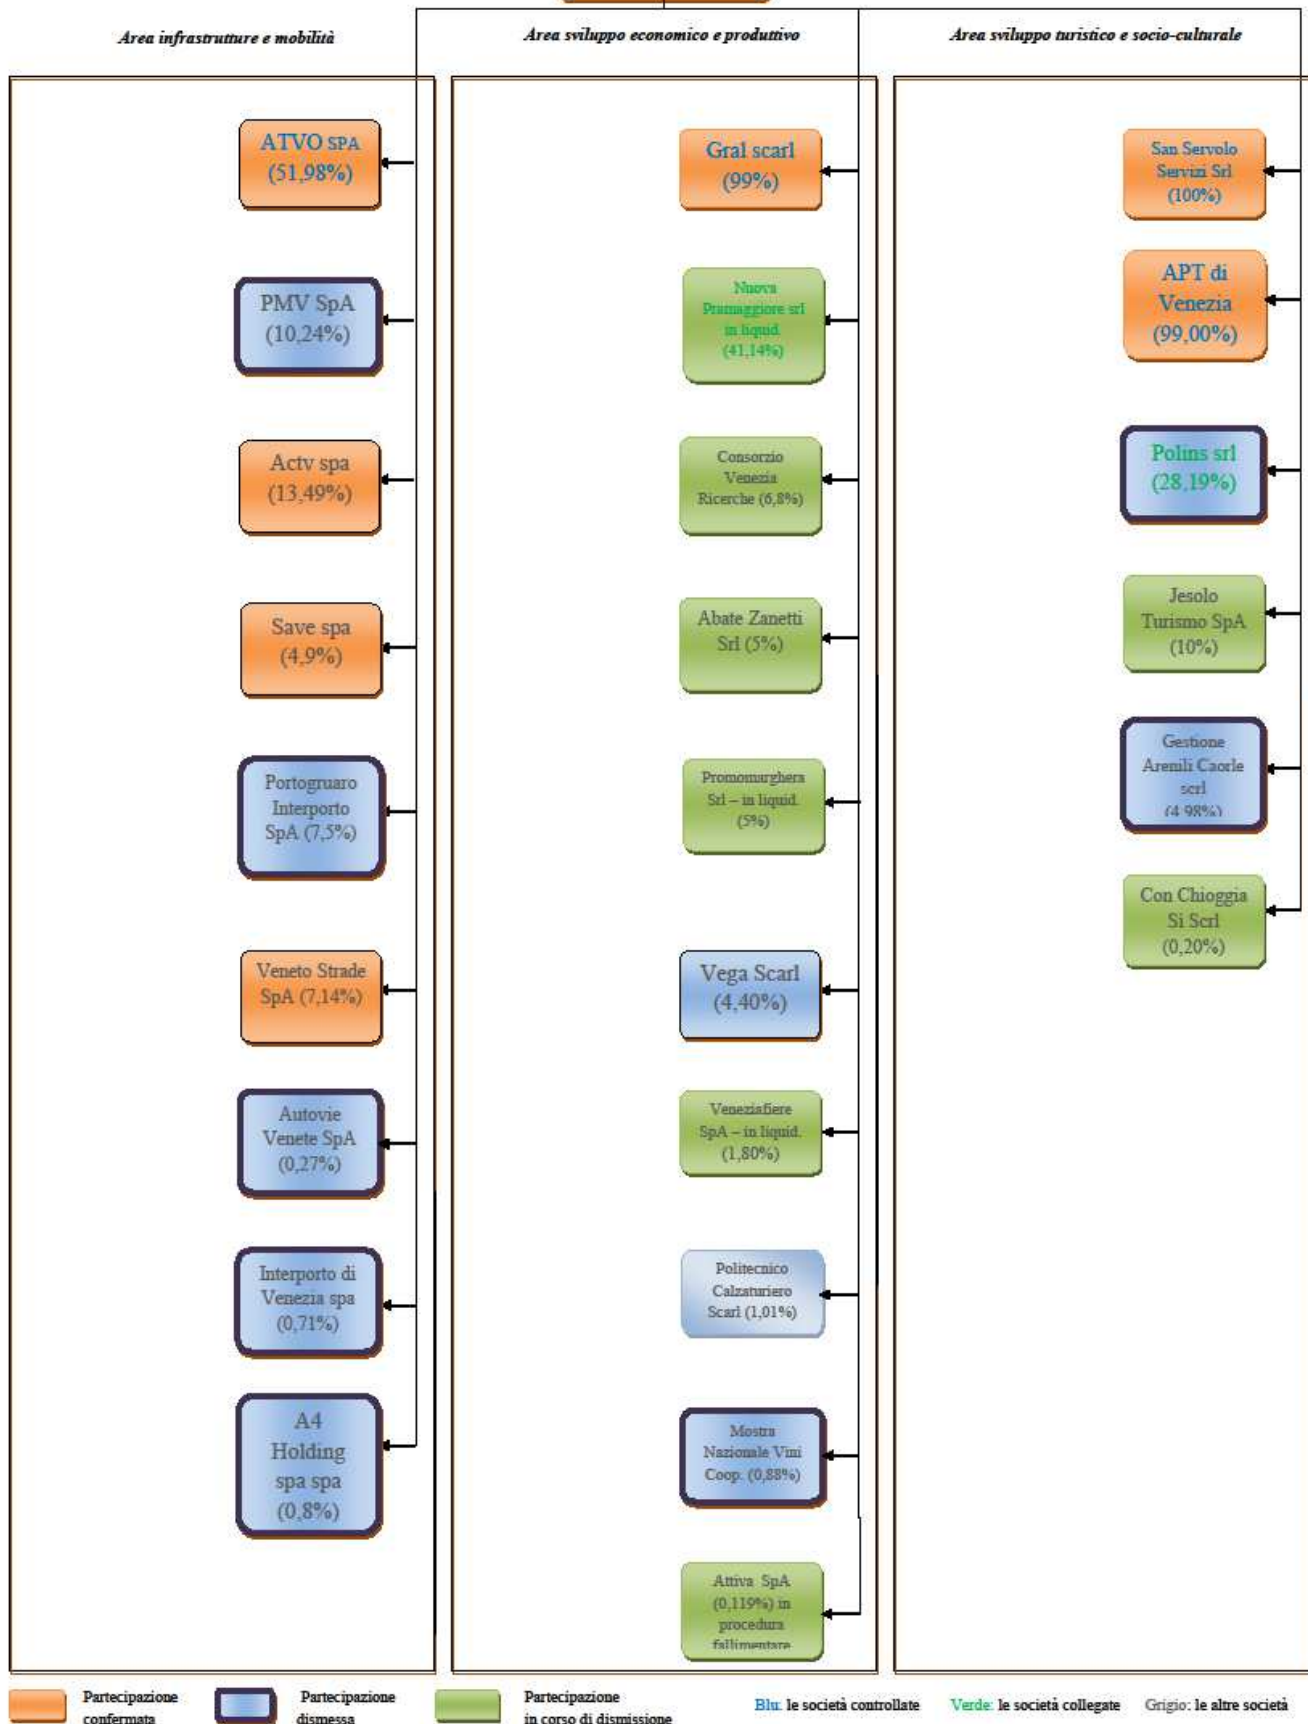 Area infrastrutture e mobilità
ATVO SPA
(51,98%)
PMV SpA
(10,24%)
Actv spa
(13,49%)
Save spa
(4,9%)
Portogruaro
Interporto
SpA (7,5%)
Veneto Strade
SpA (7,14%)
Autovie
Venete SpA
(0,27%)
Interporto di
Venezia spa
(0,71%)
A4
Holding
spa spa
(0,8%)
Area sviluppo economico e produttivo
Gral scarl
(99%)
Nuova
Pramaggiore srl
in liquid.
(41,14%)
Consorzio
Venezia
Ricerche (6,8%)
Abate Zanetti
Srl (5%)
Promomarghera
Srl – in liquid.
(5%)
Vega Scarl
(4,40%)
Veneziafiere
SpA – in liquid.
(1,80%)
Politecnico
Calzaturiero
Scarl (1,01%)
Mostra
Nazionale Vini
Coop. (0,88%)
Attiva SpA
(0,119%) in
procedura
fallimentare
Area sviluppo turistico e socio-culturale
San Servolo
Servizi Srl
(100%)
APT di
Venezia
(99,00%)
Polins srl
(28,19%)
Jesolo
Turismo SpA
(10%)
Gestione
Arenili Caorle
scrl
(4,98%)
Con Chioggia
Si Scrl
(0,20%)
Partecipazione
confermata
Partecipazione
dismessa
Partecipazione
in corso di dismissione
Blu: le società controllate
Verde: le società collegate
Grigio: le altre società